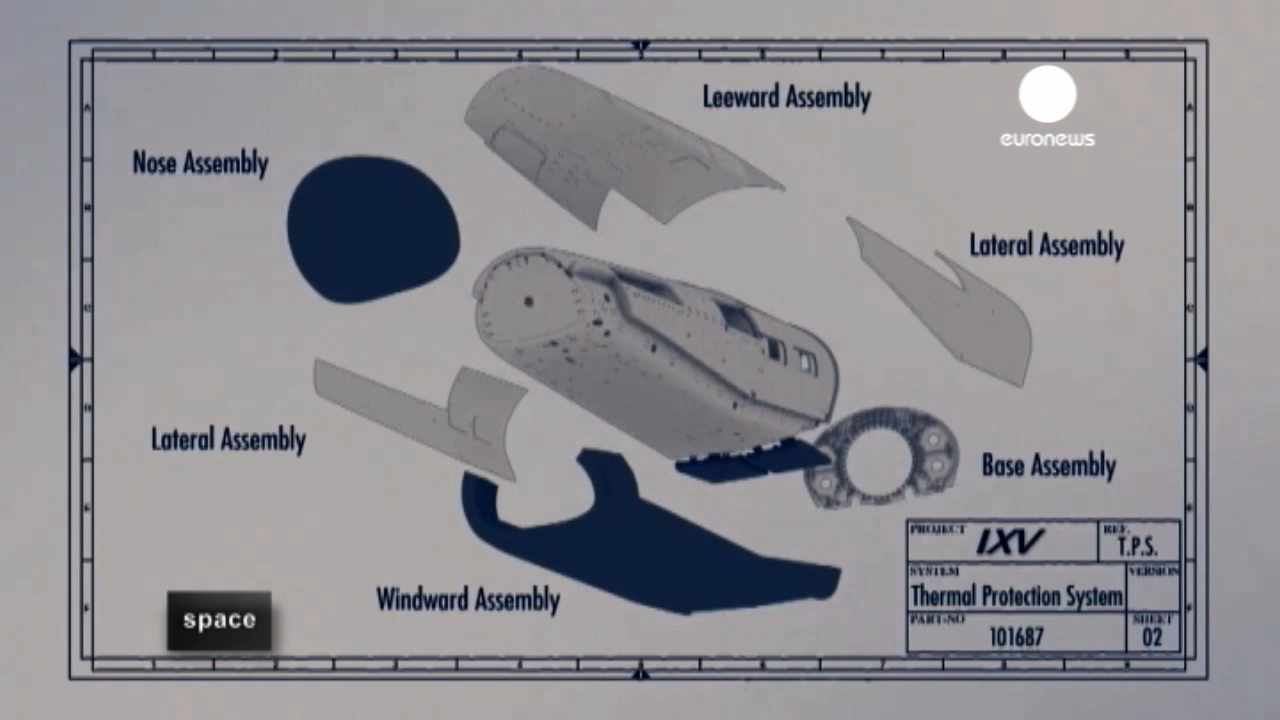 Leeward Assembly
euronews
Nose Assembly
Lateral Assembly
Lateral Assembly
Base Assembly
Windward Assembly
space
PROJECT
IXV
REF.
T.P.S.
SYSTEM
VERSION
Thermal Protection System
PART-NO
101687
SHEET
02